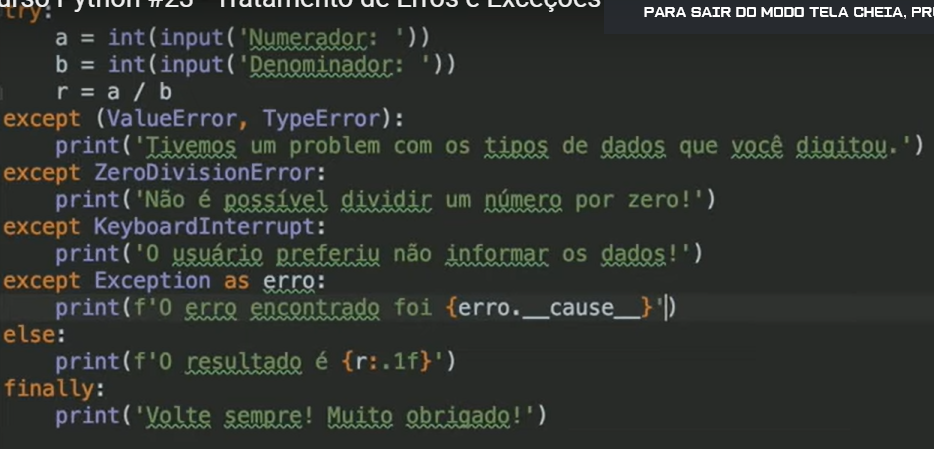 urso Python #23 - Tratamento de Erros e Exceções
PARA SAIR DO MODO TELA CHEIA, PR
try:
    a = int(input('Numerador: '))
    b = int(input('Denominador: '))
    r = a / b
except (ValueError, TypeError):
    print('Tivemos um problem com os tipos de dados que você digitou.')
except ZeroDivisionError:
    print('Não é possível dividir um número por zero!')
except KeyboardInterrupt:
    print('O usuário preferiu não informar os dados!')
except Exception as erro:
    print(f'O erro encontrado foi {erro.__cause__}')
else:
    print(f'O resultado é {r:.1f}')
finally:
    print('Volte sempre! Muito obrigado!')